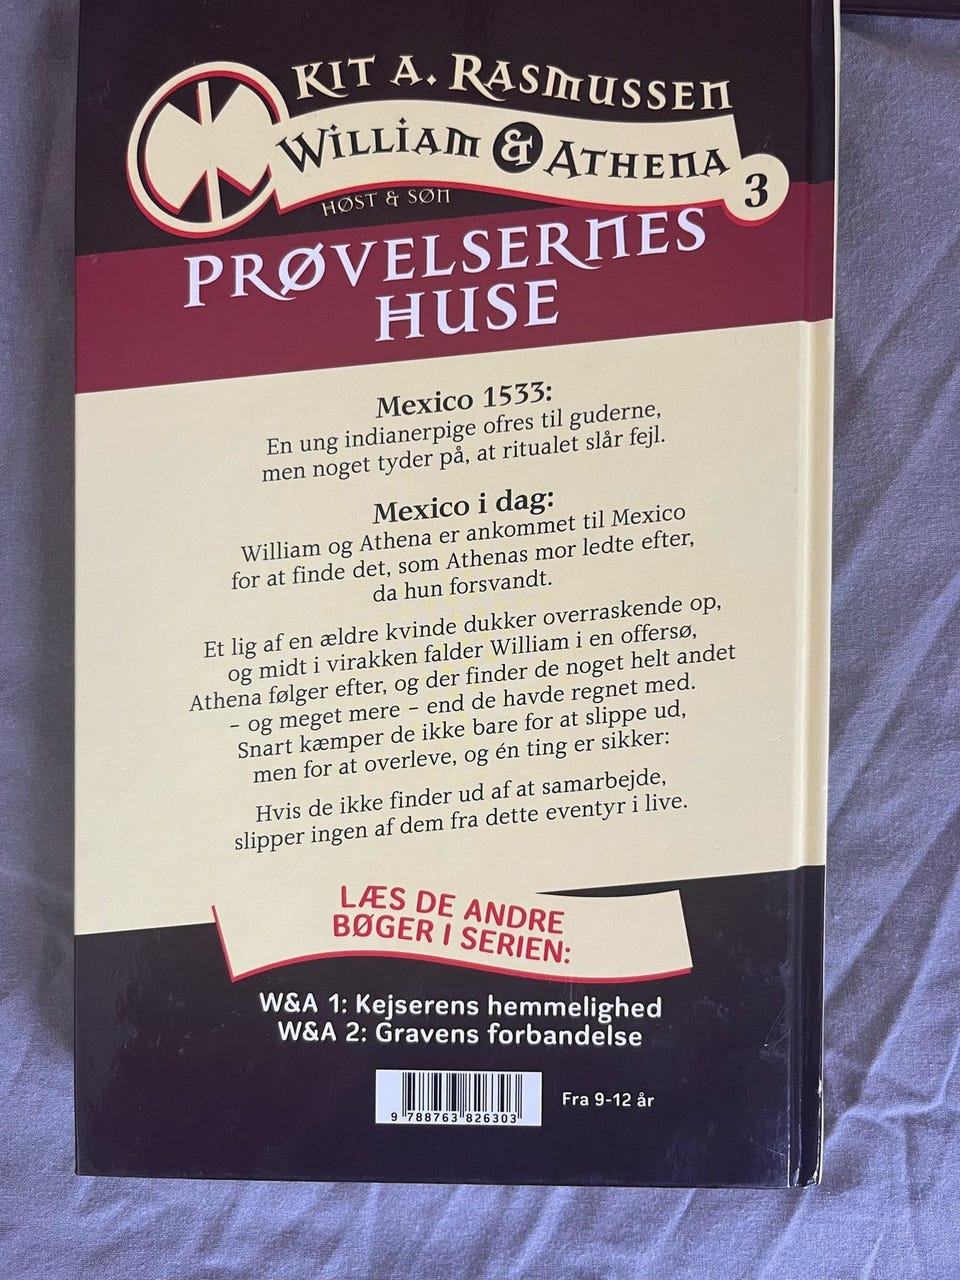 KIT A. RASMUSSEN
WILLIAM & ATHENA
3
HØST & SØN
PRØVELSERNES
HUSE
Mexico 1533:
En ung indianerpige ofres til guderne,
men noget tyder på, at ritualet slår fejl.
Mexico i dag:
William og Athena er ankommet til Mexico
for at finde det, som Athenas mor ledte efter,
da hun forsvandt.
Et lig af en ældre kvinde dukker overraskende op,
og midt i virakken falder William i en offersø,
Athena følger efter, og der finder de noget helt andet
– og meget mere – end de havde regnet med.
Snart kæmper de ikke bare for at slippe ud,
men for at overleve, og én ting er sikker:
Hvis de ikke finder ud af at samarbejde,
slipper ingen af dem fra dette eventyr i live.
LÆS DE ANDRE
BØGER I SERIEN:
W&A 1: Kejserens hemmelighed
W&A 2: Gravens forbandelse
9 788763 826303
Fra 9-12 år